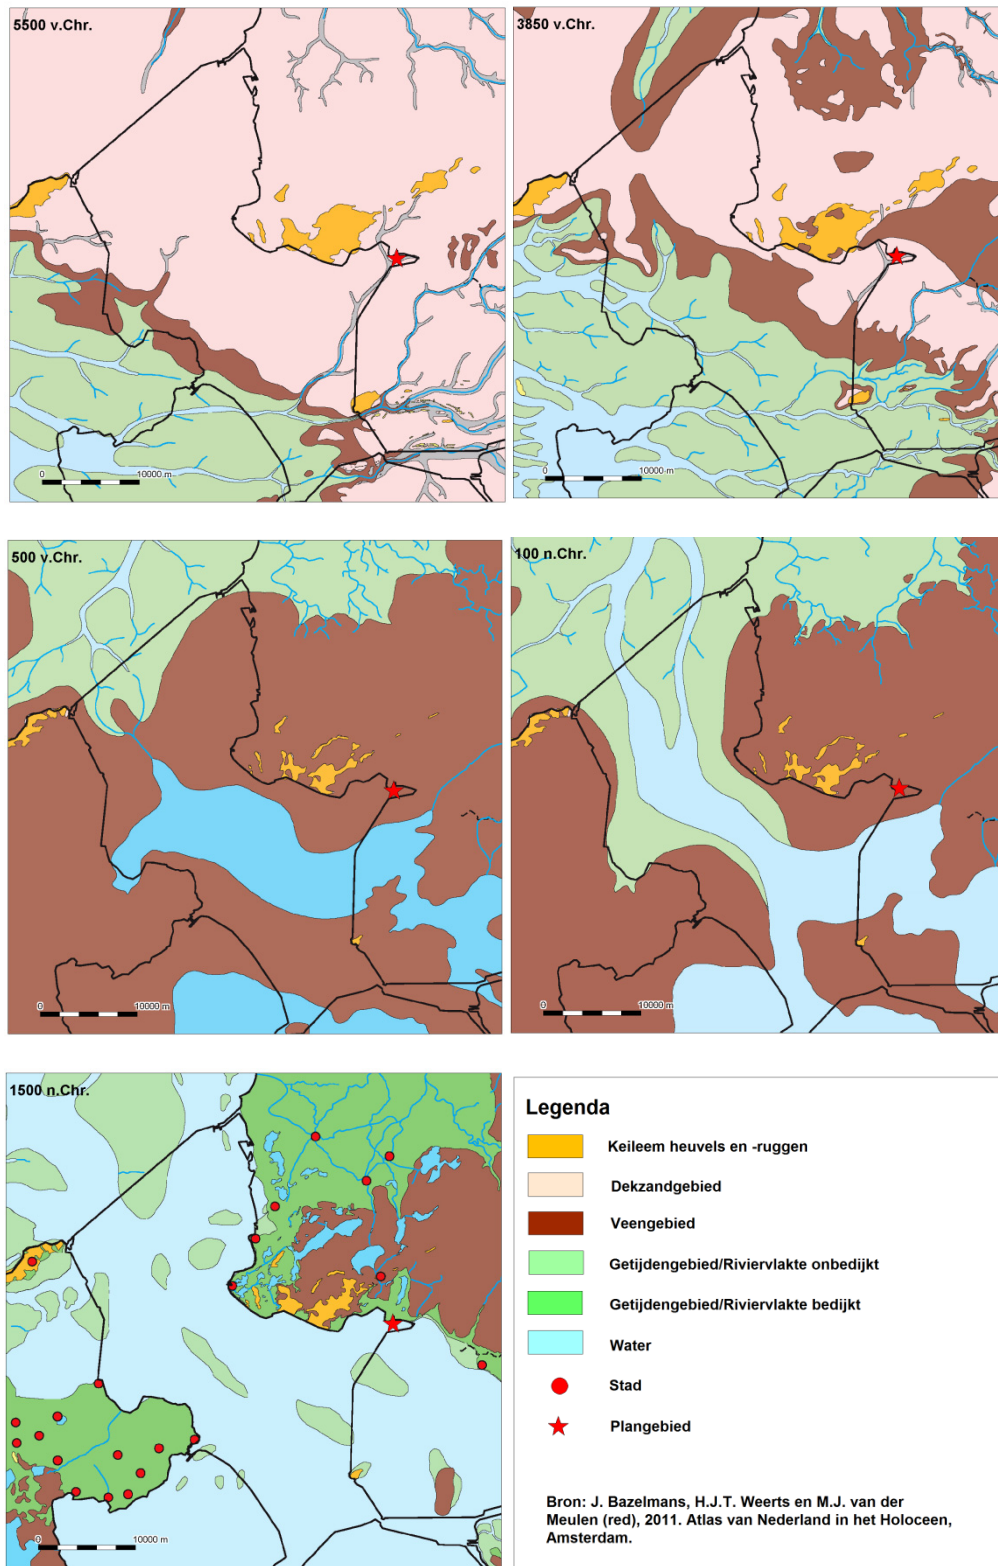 5500 v.Chr.
0 10000 m
3850 v.Chr.
0 10000 m
500 v.Chr.
0 10000 m
100 n.Chr.
0 10000 m
1500 n.Chr.
0 10000 m
Legenda
Keileem heuvels en -ruggen
Dekzandgebied
Veengebied
Getijdengebied/Riviervlakte onbedijkt
Getijdengebied/Riviervlakte bedijkt
Water
Stad
Plangebied
Bron: J. Bazelmans, H.J.T. Weerts en M.J. van der
Meulen (red), 2011. Atlas van Nederland in het Holoceen,
Amsterdam.